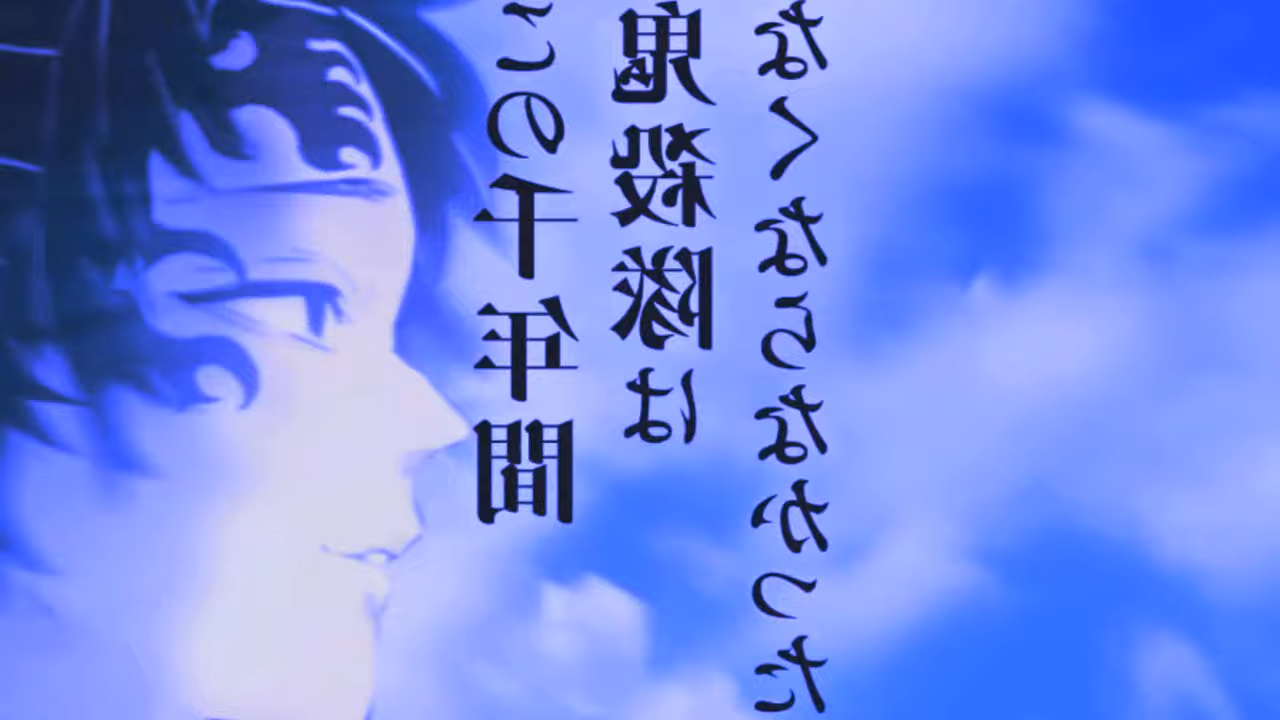 この千年間
鬼殺隊は
なくならなかった